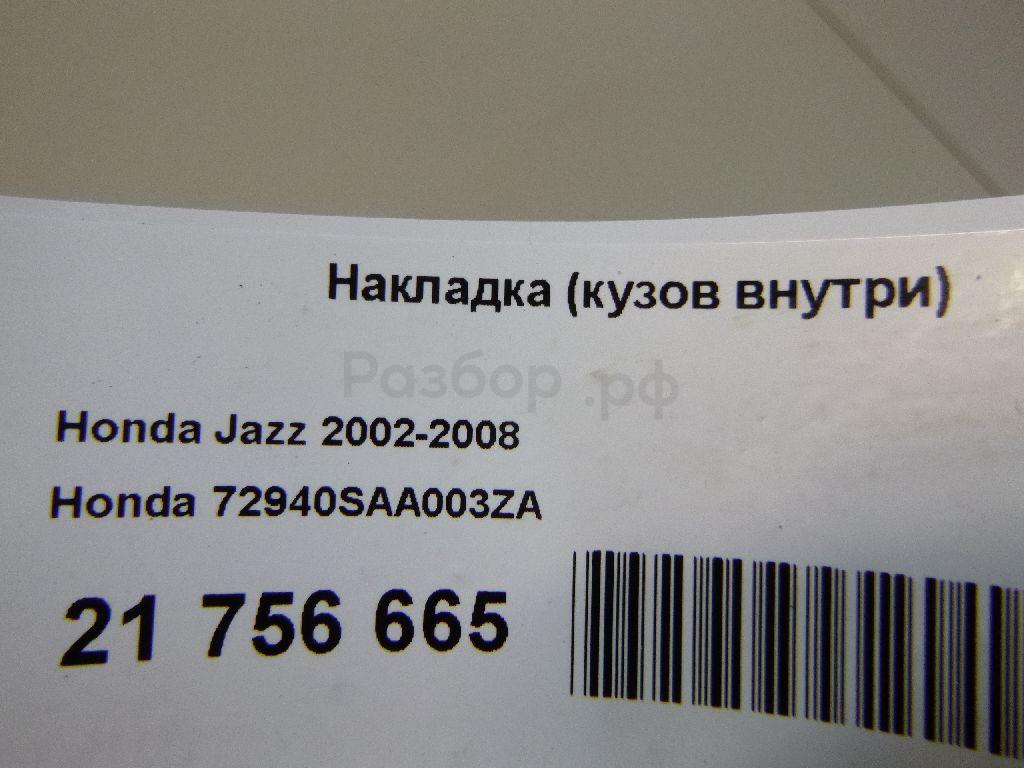 Накладка (кузов внутри)
Разбор.рф
Honda Jazz 2002-2008
Honda 72940SAA003ZA
21 756 665